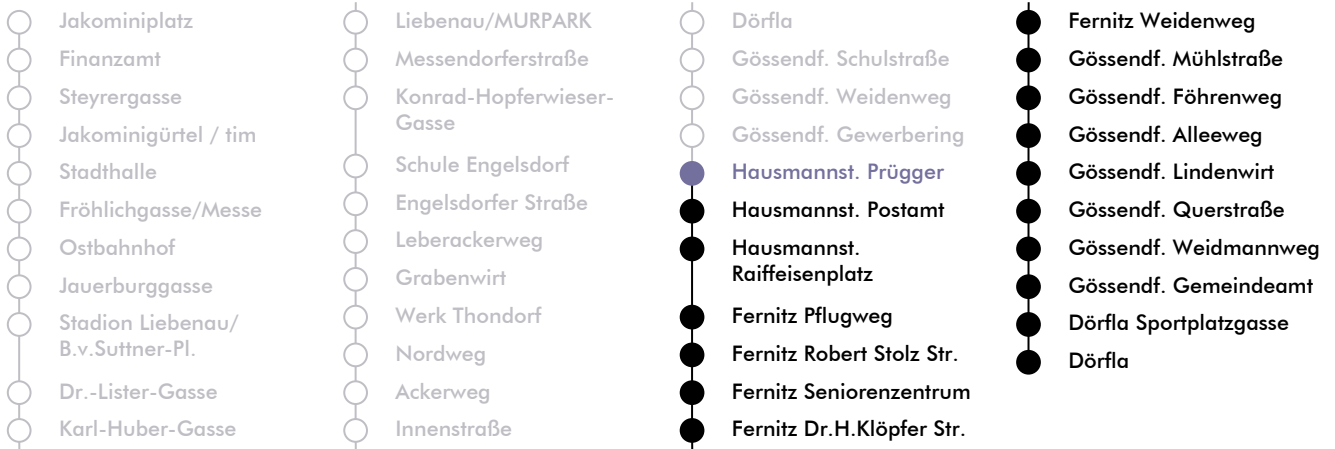 Jakominiplatz
Finanzamt
Steyrergasse
Jakominigürtel / tim
Stadthalle
Fröhlichgasse/Messe
Ostbahnhof
Jauerburggasse
Stadion Liebenau/
B.v.Suttner-Pl.
Dr.-Lister-Gasse
Karl-Huber-Gasse
Liebenau/MURPARK
Messendorferstraße
Konrad-Hopferwieser-
Gasse
Schule Engelsdorf
Engelsdorfer Straße
Leberackerweg
Grabenwirt
Werk Thondorf
Nordweg
Ackerweg
Innenstraße
Dörfla
Gössendf. Schulstraße
Gössendf. Weidenweg
Gössendf. Gewerbering
Hausmannst. Prügger
Hausmannst. Postamt
Hausmannst.
Raiffeisenplatz
Fernitz Pflugweg
Fernitz Robert Stolz Str.
Fernitz Seniorenzentrum
Fernitz Dr.H.Klöpfer Str.
Fernitz Weidenweg
Gössendf. Mühlstraße
Gössendf. Föhrenweg
Gössendf. Alleeweg
Gössendf. Lindenwirt
Gössendf. Querstraße
Gössendf. Weidmannweg
Gössendf. Gemeindeamt
Dörfla Sportplatzgasse
Dörfla